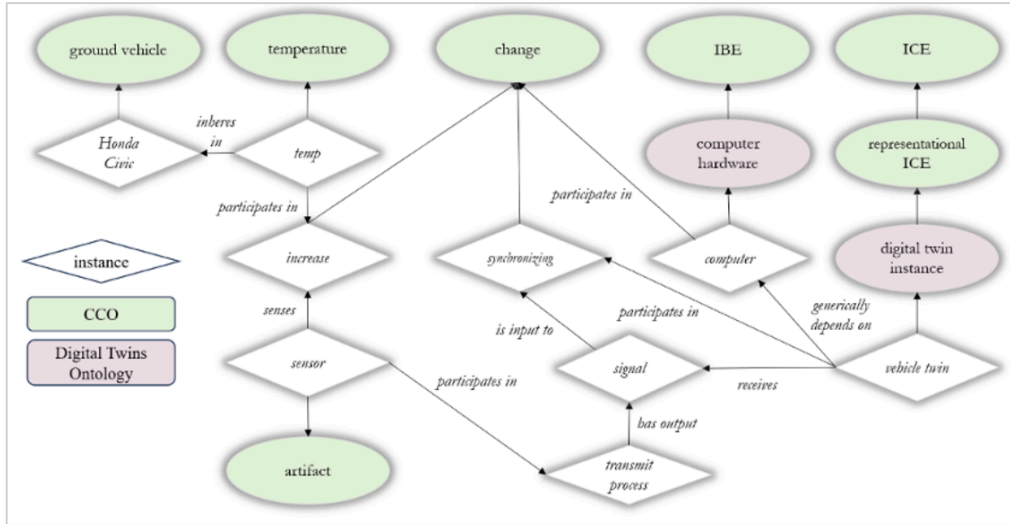 ground vehicle
temperature
change
IBE
ICE
Honda
Civic
inheres
in
temp
computer
hardware
representational
ICE
participates in
participates in
instance
increase
synchronizing
computer
digital twin
instance
CCO
senses
is input to
participates in
generically
depends on
Digital Twins
Ontology
sensor
participates in
signal
receives
vehicle twin
has output
artifact
transmit
process